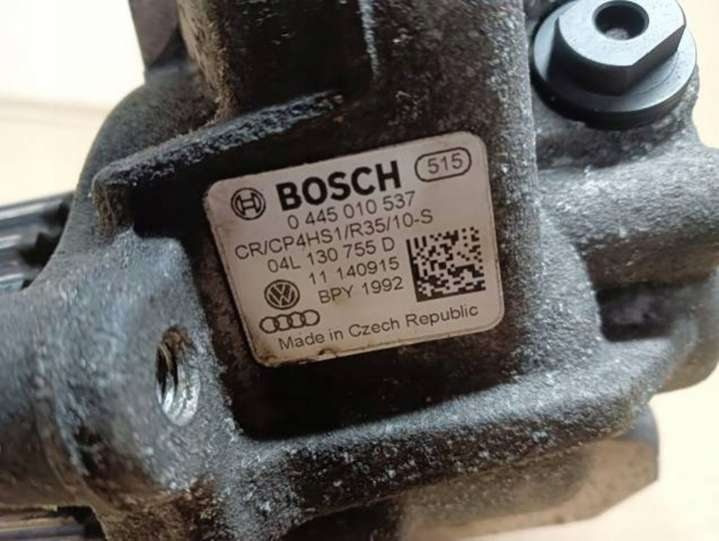 BOSCH 515
0 445 010 537
CR/CP4HS1/R35/10-S
04L 130 755 D
11 140915
BPY 1992
Made in Czech Republic